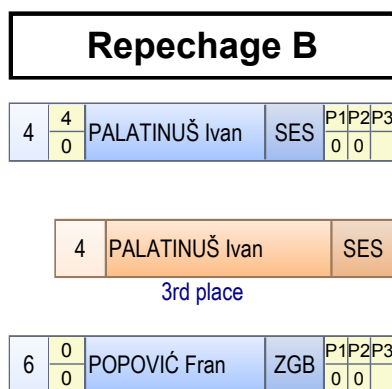 Repechage B
4 4 0 PALATINUŠ Ivan SES P1 P2 P3 0 0
4 PALATINUŠ Ivan SES
3rd place
6 0 0 POPOVIĆ Fran ZGB P1 P2 P3 0 0